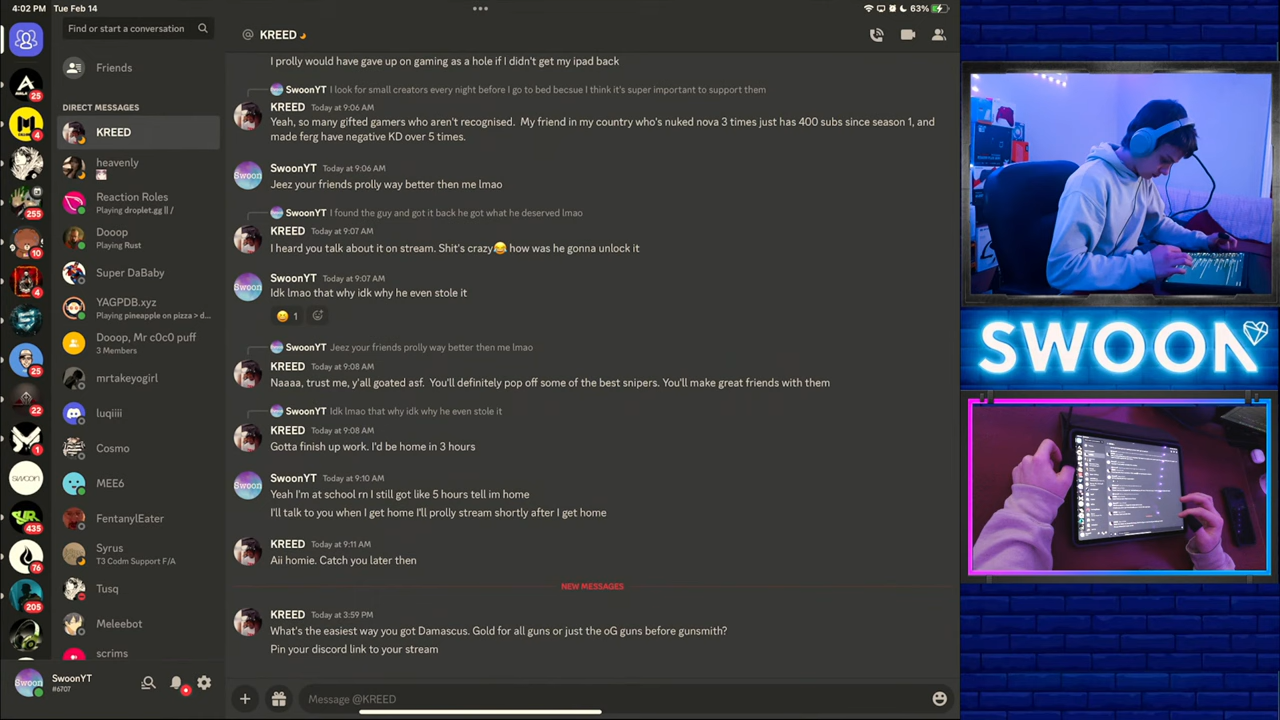 4:02 PM Tue Feb 14
63%
Find or start a conversation
Friends
DIRECT MESSAGES
KREED
heavenly
Reaction Roles
Playing droplet.gg || /
Dooop
Playing Rust
Super DaBaby
YAGPDB.xyz
Playing pineapple on pizza > d...
Dooop, Mr c0c0 puff
3 Members
mrtakeyogirl
luqiiii
Cosmo
MEE6
FentanylEater
Syrus
T3 Codm Support F/A
Tusq
Meleebot
scrims
SwoonYT
#6707
25
4
255
10
4
25
22
1
SWOON
435
76
205
@ KREED
I prolly would have gave up on gaming as a hole if I didn't get my ipad back
SwoonYT I look for small creators every night before I go to bed becsue I think it's super important to support them
KREED Today at 9:06 AM
Yeah, so many gifted gamers who aren't recognised. My friend in my country who's nuked nova 3 times just has 400 subs since season 1, and
made ferg have negative KD over 5 times.
Swoon
SwoonYT Today at 9:06 AM
Jeez your friends prolly way better then me lmao
SwoonYT I found the guy and got it back he got what he deserved lmao
KREED Today at 9:07 AM
I heard you talk about it on stream. Shit's crazy😂 how was he gonna unlock it
Swoon
SwoonYT Today at 9:07 AM
Idk lmao that why idk why he even stole it
😄 1
SwoonYT Jeez your friends prolly way better then me lmao
KREED Today at 9:08 AM
Naaaa, trust me, y'all goated asf. You'll definitely pop off some of the best snipers. You'll make great friends with them
SwoonYT Idk lmao that why idk why he even stole it
KREED Today at 9:08 AM
Gotta finish up work. I'd be home in 3 hours
Swoon
SwoonYT Today at 9:10 AM
Yeah I'm at school rn I still got like 5 hours tell im home
I'll talk to you when I get home I'll prolly stream shortly after I get home
KREED Today at 9:11 AM
Aii homie. Catch you later then
NEW MESSAGES
KREED Today at 3:59 PM
What's the easiest way you got Damascus. Gold for all guns or just the oG guns before gunsmith?
Pin your discord link to your stream
Message @KREED
SWOON